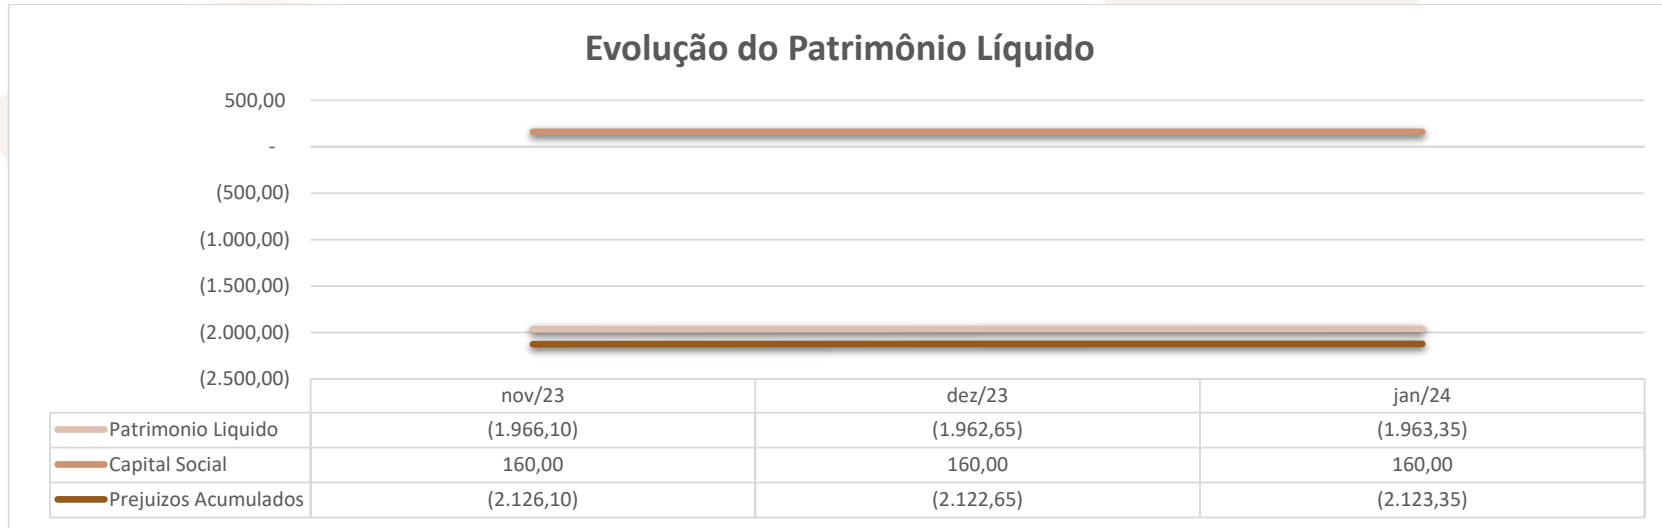 Evolução do Patrimônio Líquido
500,00
-
(500,00)
(1.000,00)
(1.500,00)
(2.000,00)
(2.500,00)
nov/23 dez/23 jan/24
Patrimonio Liquido (1.966,10) (1.962,65) (1.963,35)
Capital Social 160,00 160,00 160,00
Prejuizos Acumulados (2.126,10) (2.122,65) (2.123,35)